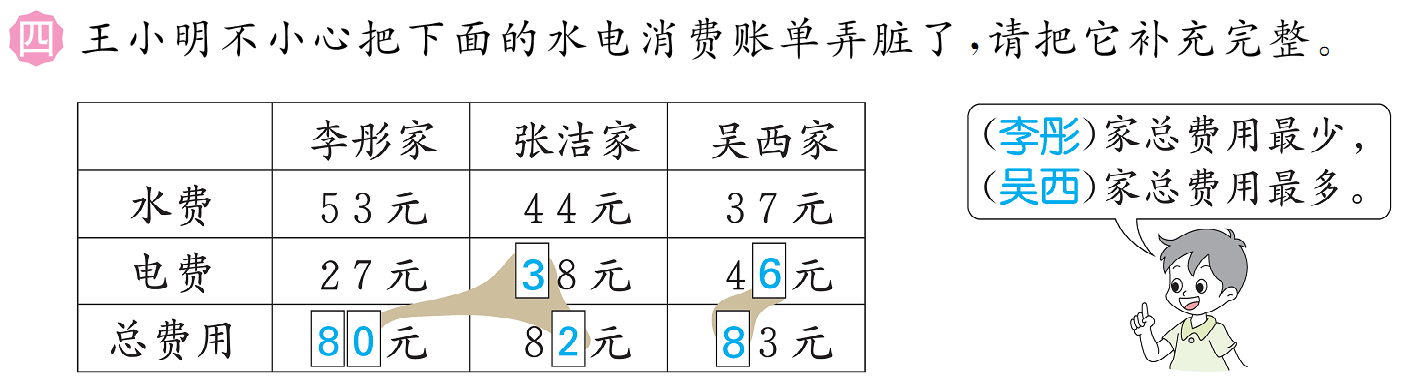 四 王小明不小心把下面的水电消费账单弄脏了,请把它补充完整。
李彤家 张洁家 吴西家
水费 53元 44元 37元
电费 27元 38元 46元
总费用 80元 82元 83元
(李彤)家总费用最少,
(吴西)家总费用最多。